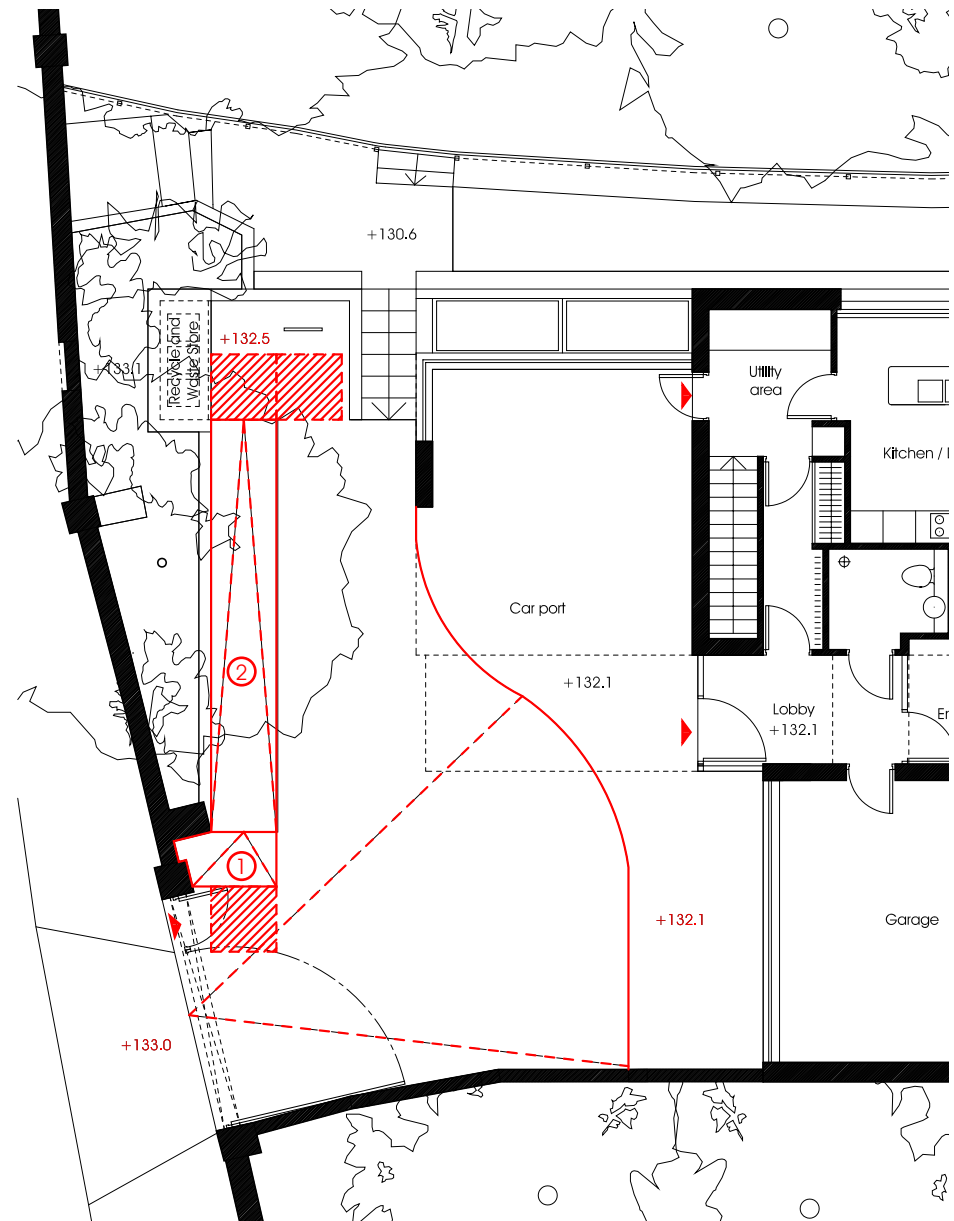 +130.6
+132.5
Recycle and
Waste Store
+133.1
Utility
area
Kitchen / l
Car port
2
+132.1
Lobby
+132.1
Er
1
+132.1
Garage
+133.0